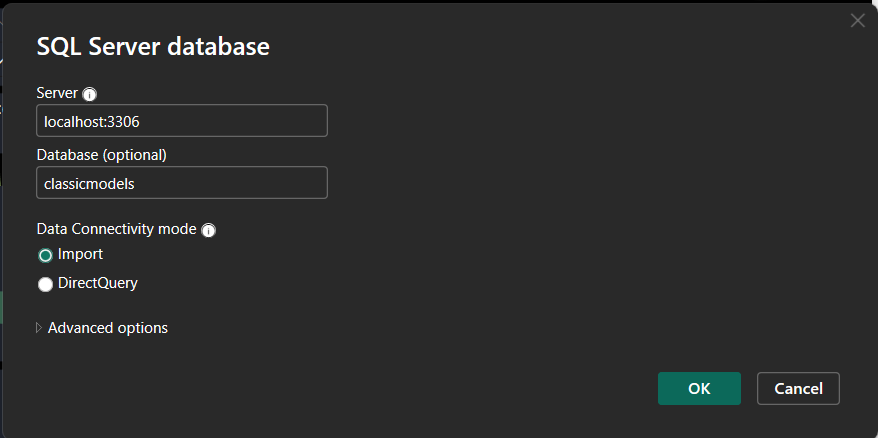 SQL Server database
Server
localhost:3306
Database (optional)
classicmodels
Data Connectivity mode
Import
DirectQuery
Advanced options
OK Cancel